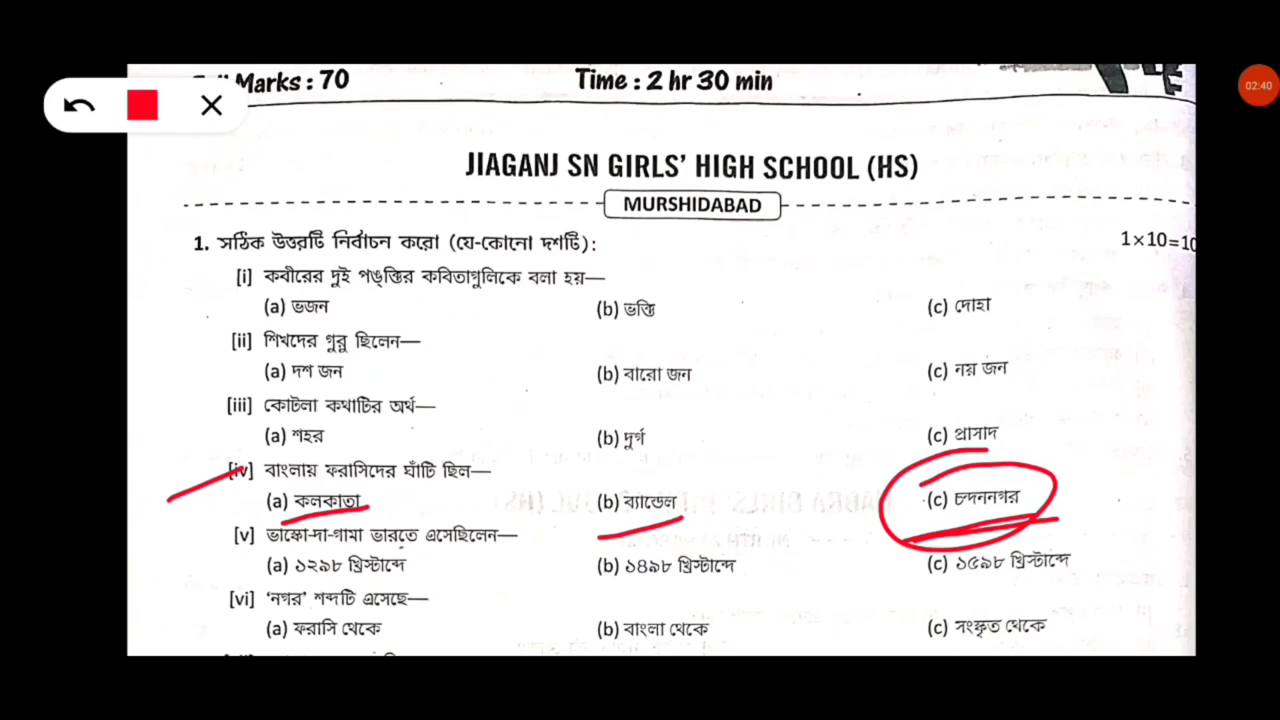 02:40
Marks : 70 Time : 2 hr 30 min
JIAGANJ SN GIRLS' HIGH SCHOOL (HS)
MURSHIDABAD
1. সঠিক উত্তরটি নির্বাচন করো (যে-কোনো দশটি): 1×10=10
[i] কবীরের দুই পঙ্‌ক্তির কবিতাগুলিকে বলা হয়—
(a) ভজন (b) ভক্তি (c) দোহা
[ii] শিখদের গুরু ছিলেন—
(a) দশ জন (b) বারো জন (c) নয় জন
[iii] কোটলা কথাটির অর্থ—
(a) শহর (b) দুর্গ (c) প্রাসাদ
[iv] বাংলায় ফরাসিদের ঘাঁটি ছিল—
(a) কলকাতা (b) ব্যান্ডেল (c) চন্দননগর
[v] ভাস্কো-দা-গামা ভারতে এসেছিলেন—
(a) ১২৯৮ খ্রিস্টাব্দে (b) ১৪৯৮ খ্রিস্টাব্দে (c) ১৫৯৮ খ্রিস্টাব্দে
[vi] ‘নগর’ শব্দটি এসেছে—
(a) ফরাসি থেকে (b) বাংলা থেকে (c) সংস্কৃত থেকে